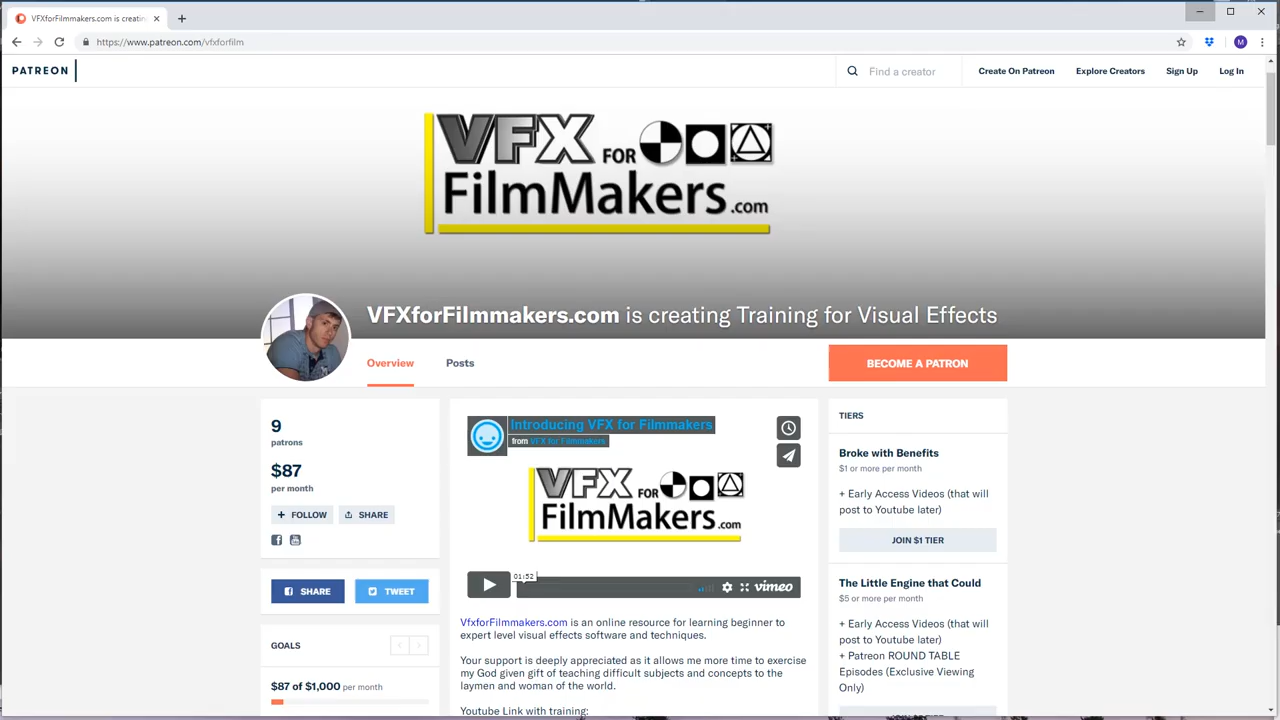 VFXforFilmmakers.com is creatin
https://www.patreon.com/vfxforfilm
M
PATREON
Find a creator
Create On Patreon
Explore Creators
Sign Up
Log In
VFX FOR
FilmMakers.com
VFXforFilmmakers.com is creating Training for Visual Effects
Overview
Posts
BECOME A PATRON
9
patrons
$87
per month
+ FOLLOW
SHARE
SHARE
TWEET
GOALS
$87 of $1,000 per month
Introducing VFX for Filmmakers
from VFX for Filmmakers
VFX FOR
FilmMakers.com
01:52
vimeo
VfxforFilmmakers.com is an online resource for learning beginner to
expert level visual effects software and techniques.
Your support is deeply appreciated as it allows me more time to exercise
my God given gift of teaching difficult subjects and concepts to the
laymen and woman of the world.
Youtube Link with training:
TIERS
Broke with Benefits
$1 or more per month
+ Early Access Videos (that will
post to Youtube later)
JOIN $1 TIER
The Little Engine that Could
$5 or more per month
+ Early Access Videos (that will
post to Youtube later)
+ Patreon ROUND TABLE
Episodes (Exclusive Viewing
Only)